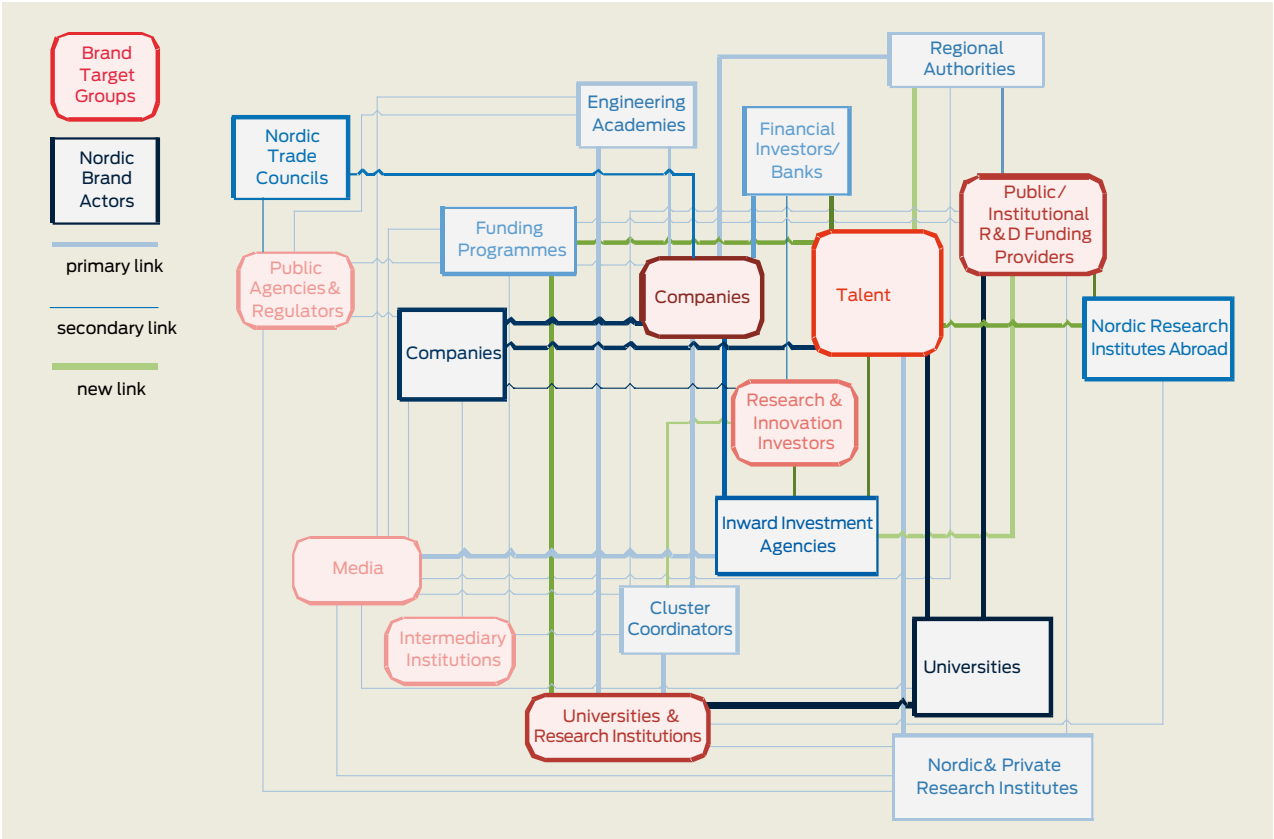 Brand
Target
Groups
Nordic
Brand
Actors
primary link
secondary link
new link
Regional
Authorities
Engineering
Academies
Financial
Investors/
Banks
Nordic
Trade
Councils
Public/
Institutional
R&D Funding
Providers
Funding
Programmes
Public
Agencies &
Regulators
Companies
Talent
Nordic Research
Institutes Abroad
Companies
Research &
Innovation
Investors
Inward Investment
Agencies
Media
Cluster
Coordinators
Intermediary
Institutions
Universities
Universities &
Research Institutions
Nordic & Private
Research Institutes